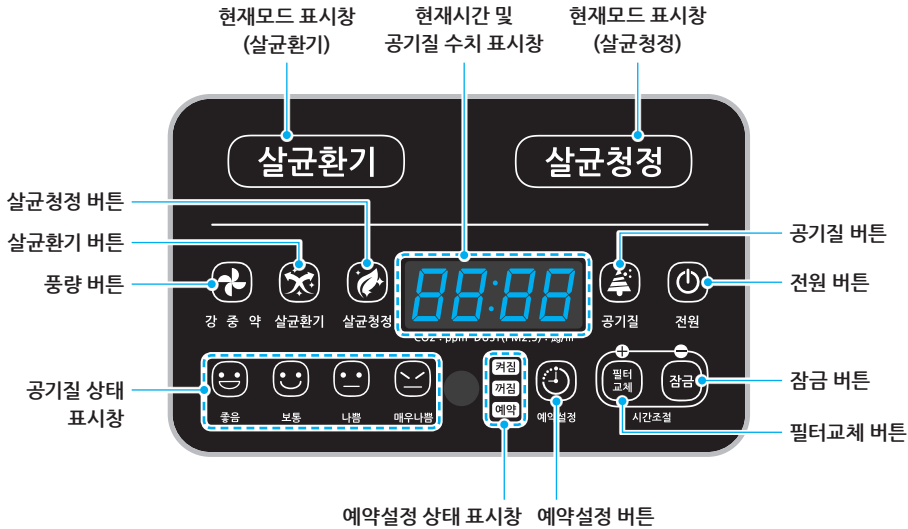 현재모드 표시창
(살균환기)
현재시간 및
공기질 수치 표시창
현재모드 표시창
(살균청정)
살균환기
살균청정
살균청정 버튼
살균환기 버튼
풍량 버튼
공기질 버튼
전원 버튼
88:88
강 중 약
살균환기
살균청정
공기질
전원
CO2 : ppm DUST(PM2.5) : ㎍/㎥
공기질 상태
표시창
좋음
보통
나쁨
매우나쁨
켜짐
꺼짐
예약
예약설정
필터
교체
잠금
시간조절
잠금 버튼
필터교체 버튼
예약설정 상태 표시창
예약설정 버튼